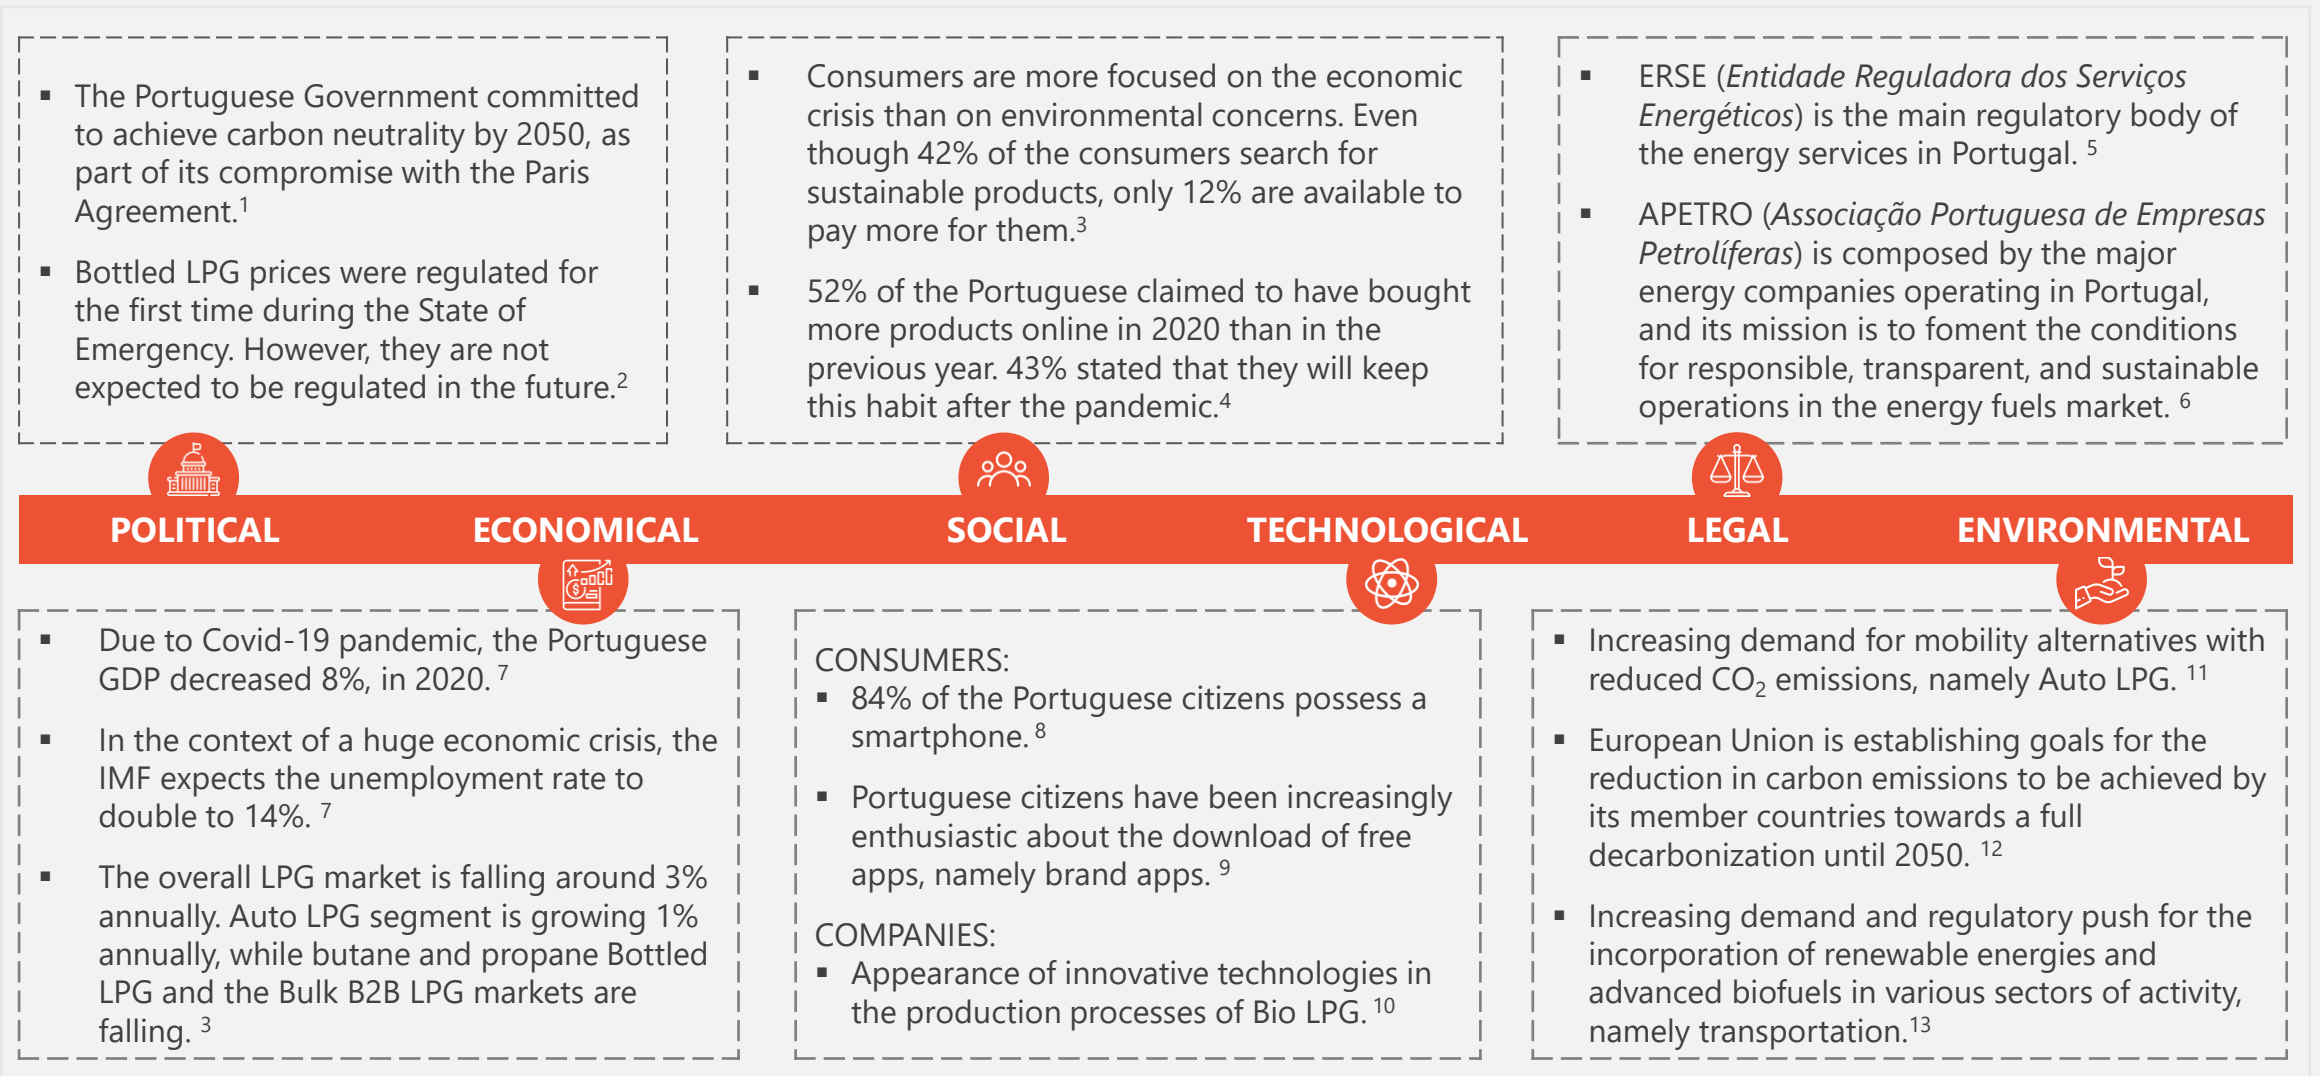 ▪ The Portuguese Government committed
to achieve carbon neutrality by 2050, as
part of its compromise with the Paris
Agreement.1
▪ Bottled LPG prices were regulated for
the first time during the State of
Emergency. However, they are not
expected to be regulated in the future.2
▪ Consumers are more focused on the economic
crisis than on environmental concerns. Even
though 42% of the consumers search for
sustainable products, only 12% are available to
pay more for them.3
▪ 52% of the Portuguese claimed to have bought
more products online in 2020 than in the
previous year. 43% stated that they will keep
this habit after the pandemic.4
▪ ERSE (Entidade Reguladora dos Serviços
Energéticos) is the main regulatory body of
the energy services in Portugal. 5
▪ APETRO (Associação Portuguesa de Empresas
Petrolíferas) is composed by the major
energy companies operating in Portugal,
and its mission is to foment the conditions
for responsible, transparent, and sustainable
operations in the energy fuels market. 6
POLITICAL ECONOMICAL SOCIAL TECHNOLOGICAL LEGAL ENVIRONMENTAL
▪ Due to Covid-19 pandemic, the Portuguese
GDP decreased 8%, in 2020. 7
▪ In the context of a huge economic crisis, the
IMF expects the unemployment rate to
double to 14%. 7
▪ The overall LPG market is falling around 3%
annually. Auto LPG segment is growing 1%
annually, while butane and propane Bottled
LPG and the Bulk B2B LPG markets are
falling. 3
CONSUMERS:
▪ 84% of the Portuguese citizens possess a
smartphone. 8
▪ Portuguese citizens have been increasingly
enthusiastic about the download of free
apps, namely brand apps. 9
COMPANIES:
▪ Appearance of innovative technologies in
the production processes of Bio LPG. 10
▪ Increasing demand for mobility alternatives with
reduced CO2 emissions, namely Auto LPG. 11
▪ European Union is establishing goals for the
reduction in carbon emissions to be achieved by
its member countries towards a full
decarbonization until 2050. 12
▪ Increasing demand and regulatory push for the
incorporation of renewable energies and
advanced biofuels in various sectors of activity,
namely transportation.13